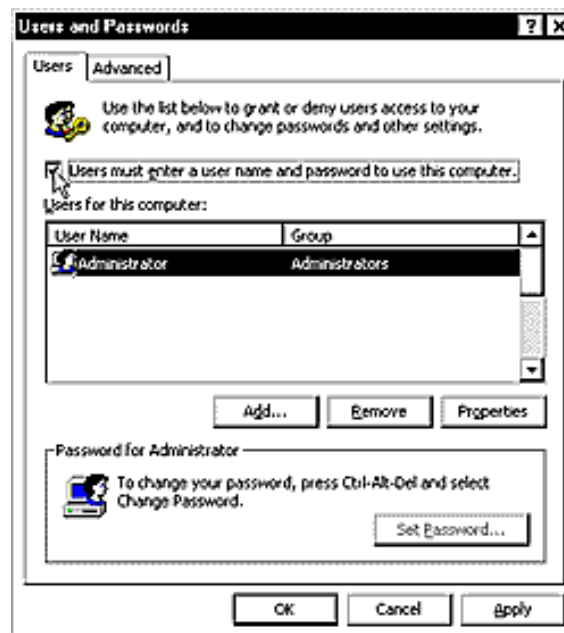 Users and Passwords
Users Advanced
Use the list below to grant or deny users access to your
computer, and to change passwords and other settings.
Users must enter a user name and password to use this computer.
Users for this computer:
User Name Group
Administrator Administrators
Add... Remove Properties
Password for Administrator
To change your password, press Ctrl-Alt-Del and select
Change Password.
Set Password...
OK Cancel Apply